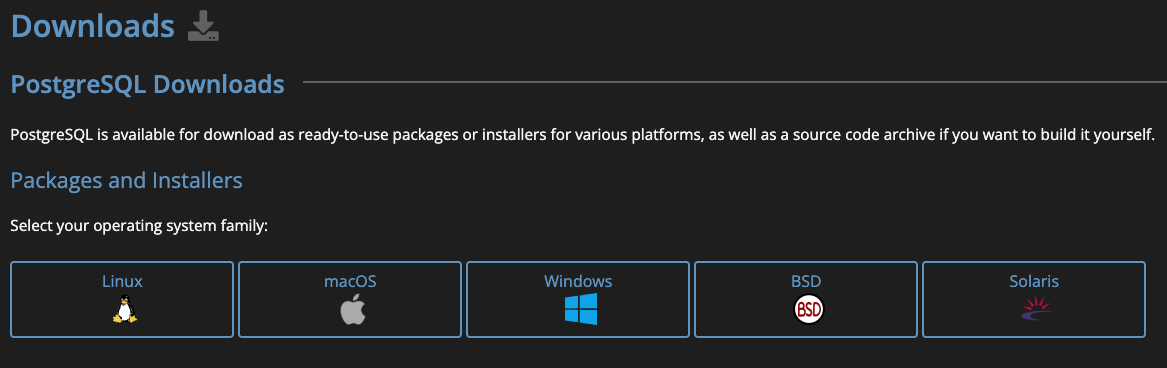 Downloads
PostgreSQL Downloads
PostgreSQL is available for download as ready-to-use packages or installers for various platforms, as well as a source code archive if you want to build it yourself.
Packages and Installers
Select your operating system family:
Linux
macOS
Windows
BSD
BSD
Solaris